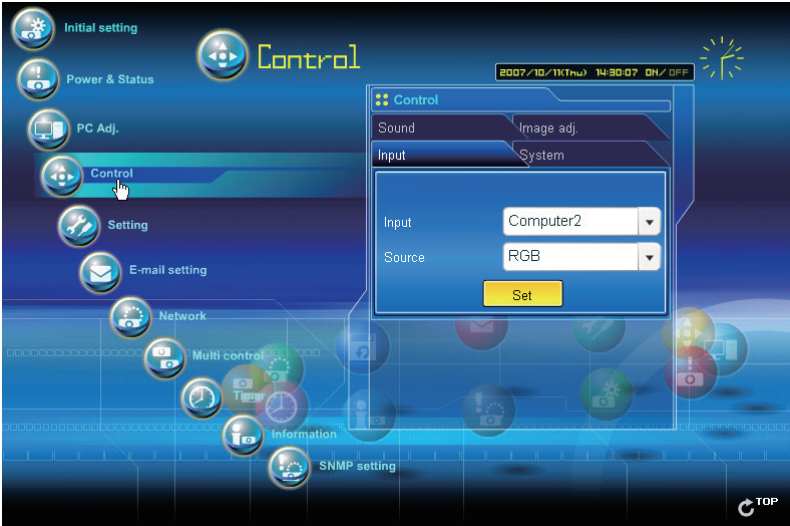 Initial setting
Power & Status
PC Adj.
Control
Setting
E-mail setting
Network
Multi control
Timer
Information
SNMP setting
Control
2007/10/11(Thu) 14:30:07 ON/OFF
Control
Sound
Image adj.
Input
System
Input
Computer2
Source
RGB
Set
TOP